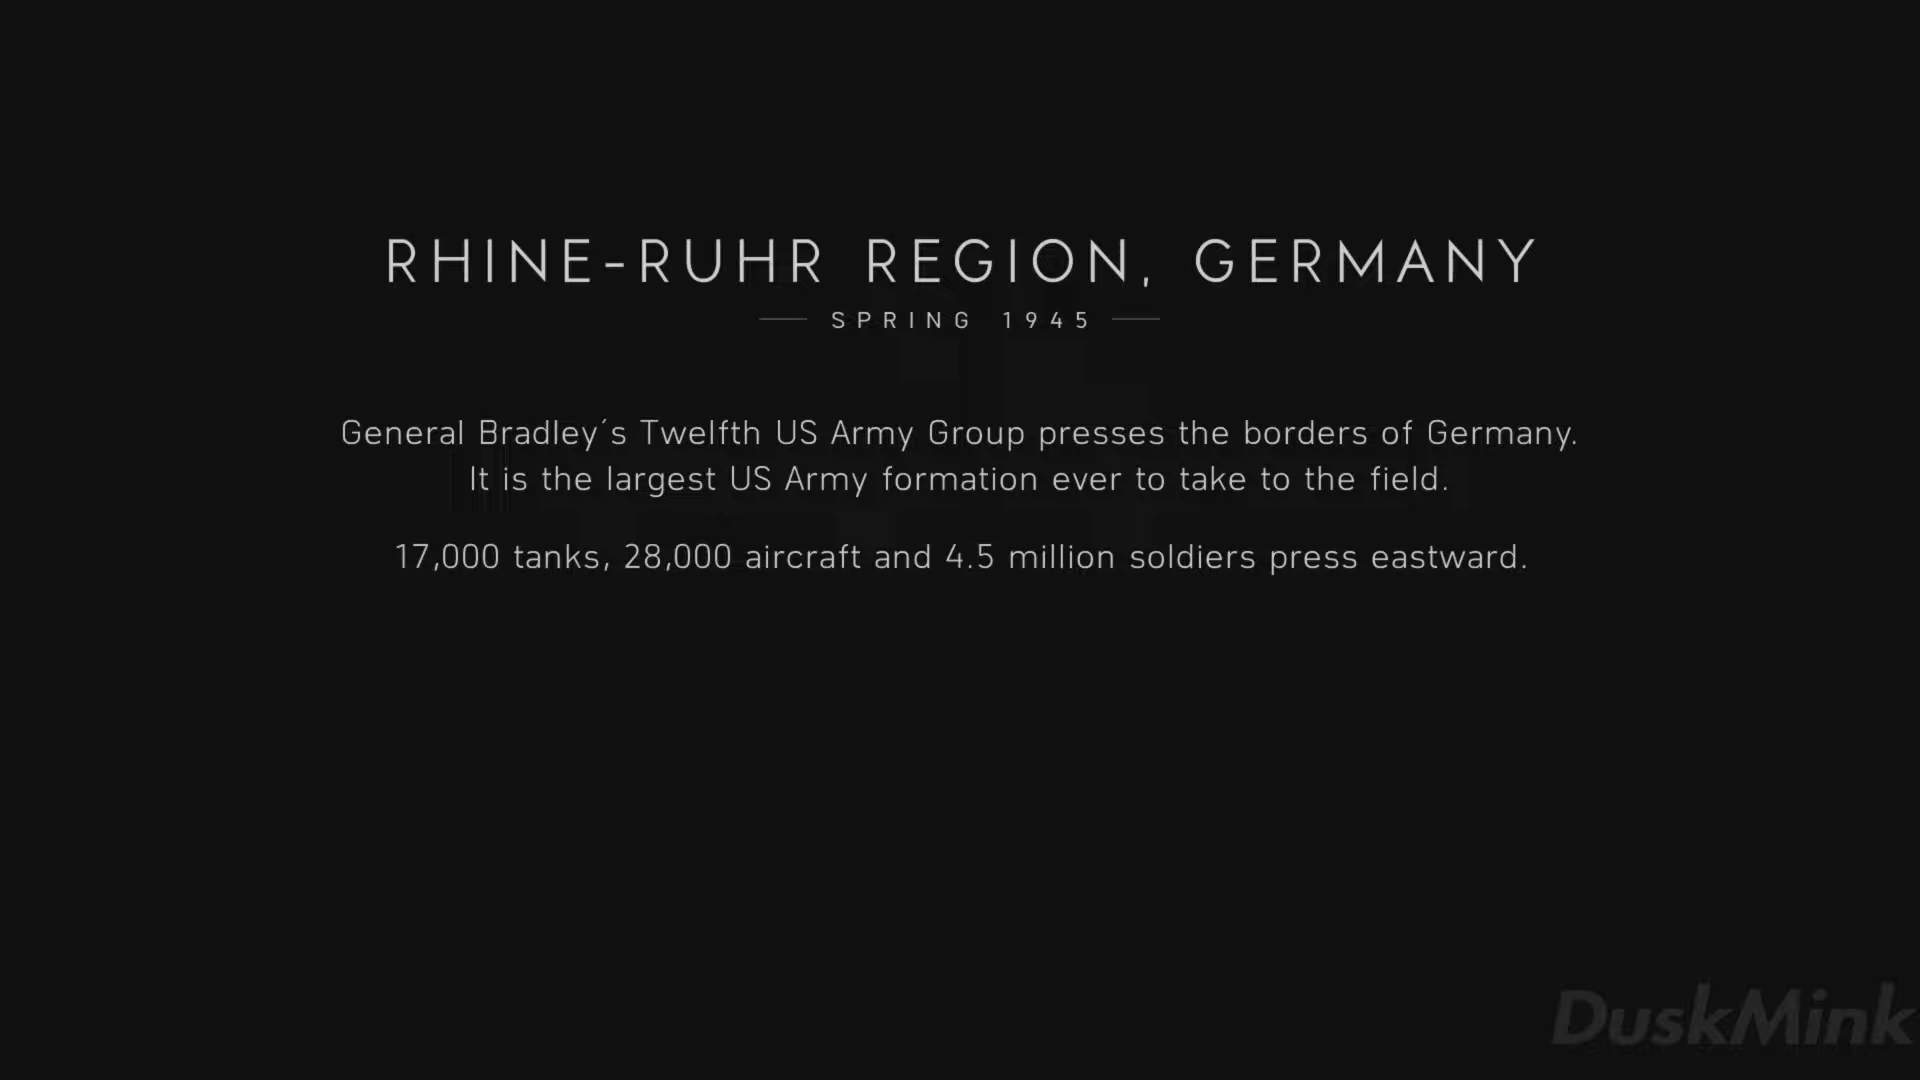 RHINE-RUHR REGION, GERMANY
SPRING 1945
General Bradley´s Twelfth US Army Group presses the borders of Germany.
It is the largest US Army formation ever to take to the field.
17,000 tanks, 28,000 aircraft and 4.5 million soldiers press eastward.
DuskMink